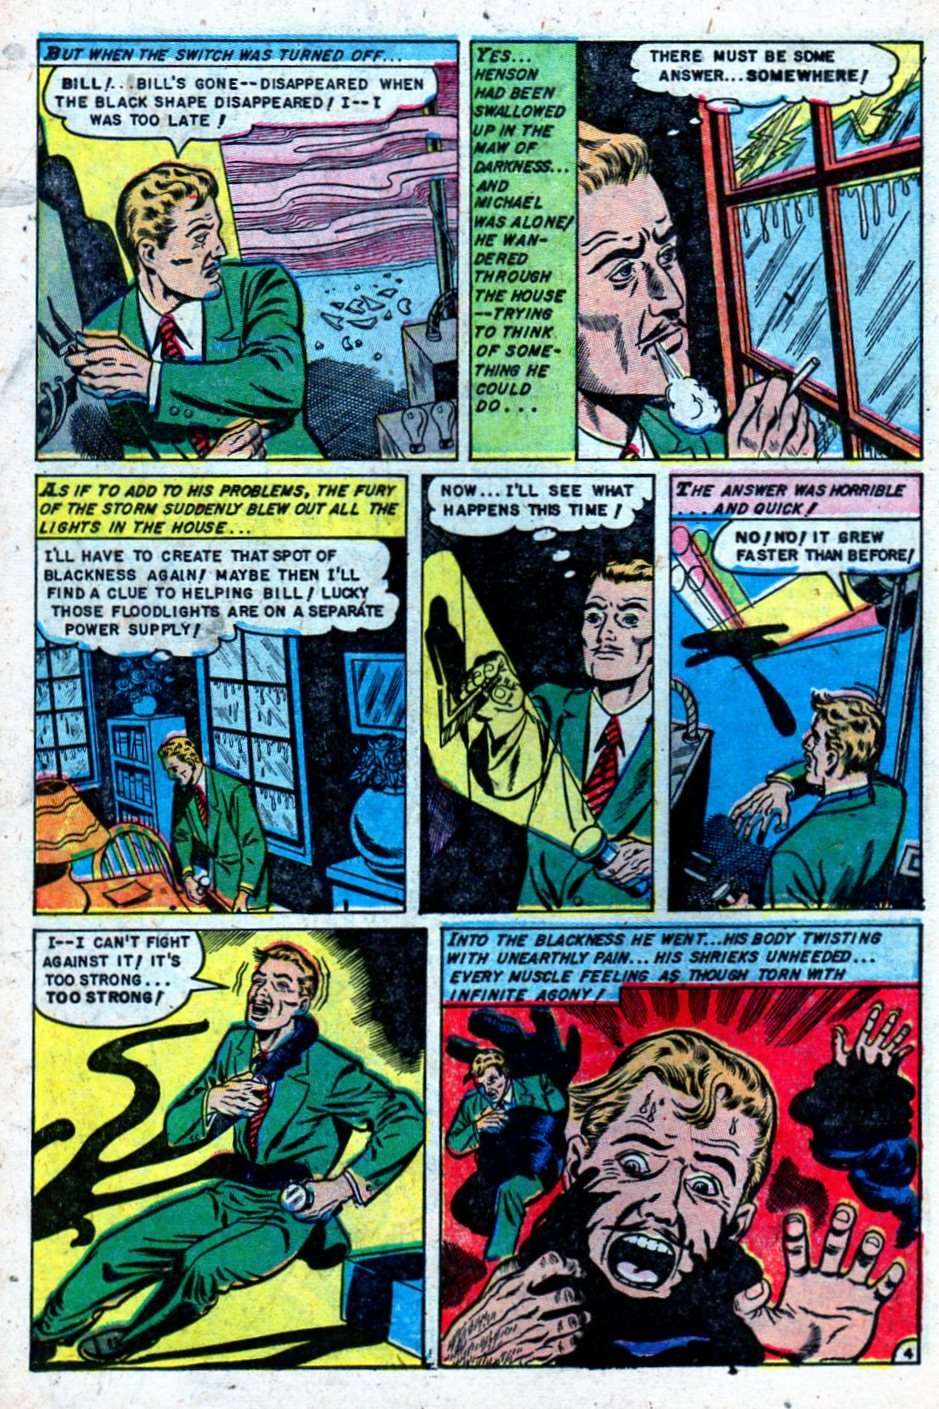 BUT WHEN THE SWITCH WAS TURNED OFF...
BILL!...BILL'S GONE--DISAPPEARED WHEN
THE BLACK SHAPE DISAPPEARED! I--I
WAS TOO LATE!
YES...
HENSON
HAD BEEN
SWALLOWED
UP IN THE
MAW OF
DARKNESS...
AND
MICHAEL
WAS ALONE!
HE WAN-
DERED
THROUGH
THE HOUSE
--TRYING
TO THINK
OF SOME-
THING HE
COULD
DO...
THERE MUST BE SOME
ANSWER...SOMEWHERE!
AS IF TO ADD TO HIS PROBLEMS, THE FURY
OF THE STORM SUDDENLY BLEW OUT ALL THE
LIGHTS IN THE HOUSE...
I'LL HAVE TO CREATE THAT SPOT OF
BLACKNESS AGAIN! MAYBE THEN I'LL
FIND A CLUE TO HELPING BILL! LUCKY
THOSE FLOODLIGHTS ARE ON A SEPARATE
POWER SUPPLY!
NOW...I'LL SEE WHAT
HAPPENS THIS TIME!
THE ANSWER WAS HORRIBLE
...AND QUICK!
NO! NO! IT GREW
FASTER THAN BEFORE!
I--I CAN'T FIGHT
AGAINST IT! IT'S
TOO STRONG...
TOO STRONG!
INTO THE BLACKNESS HE WENT...HIS BODY TWISTING
WITH UNEARTHLY PAIN...HIS SHRIEKS UNHEEDED...
EVERY MUSCLE FEELING AS THOUGH TORN WITH
INFINITE AGONY!
4